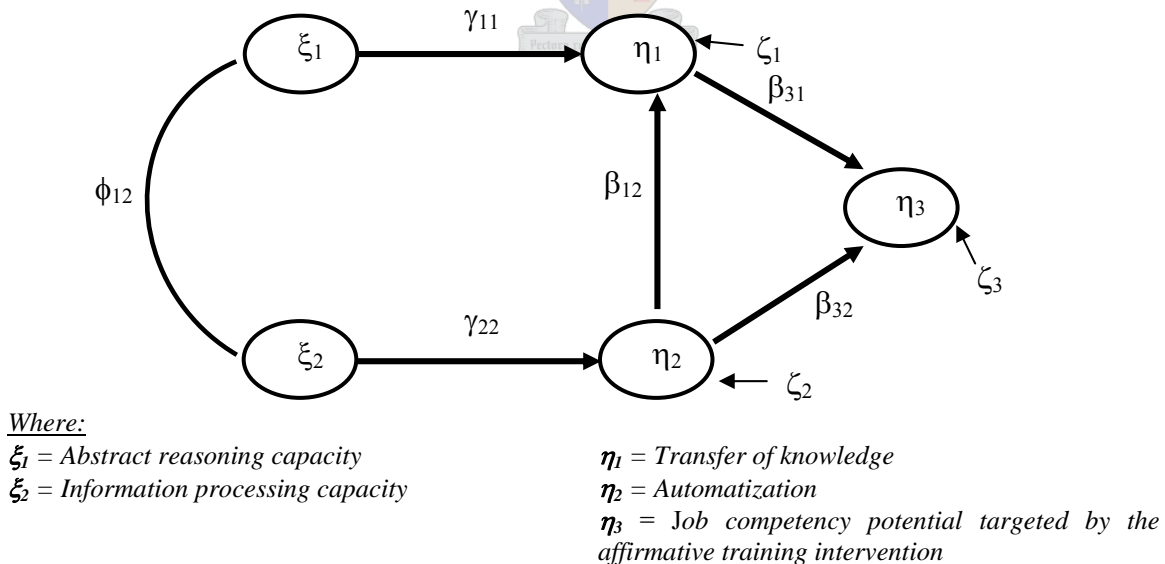 γ11
ξ1
η1
ζ1
β31
ϕ12
β12
η3
ζ3
γ22
β32
ξ2
η2
ζ2
Where:
ξ1 = Abstract reasoning capacity
ξ2 = Information processing capacity
η1 = Transfer of knowledge
η2 = Automatization
η3 = Job competency potential targeted by the
affirmative training intervention